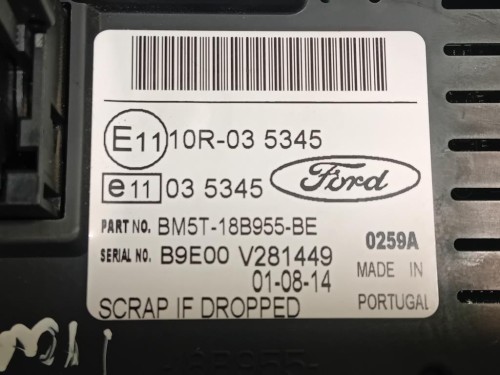 E11 10R-03 5345
e11 03 5345 Ford
PART NO. BM5T-18B955-BE
0259A
SERIAL NO. B9E00 V281449
01-08-14
MADE IN
PORTUGAL
SCRAP IF DROPPED